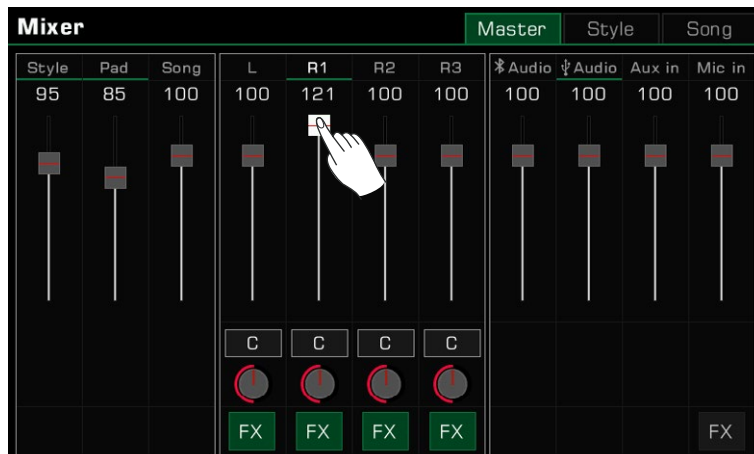 Mixer Master Style Song
Style Pad Song L R1 R2 R3 Audio Audio Aux in Mic in
95 85 100 100 121 100 100 100 100 100 100
C C C C
FX FX FX FX FX